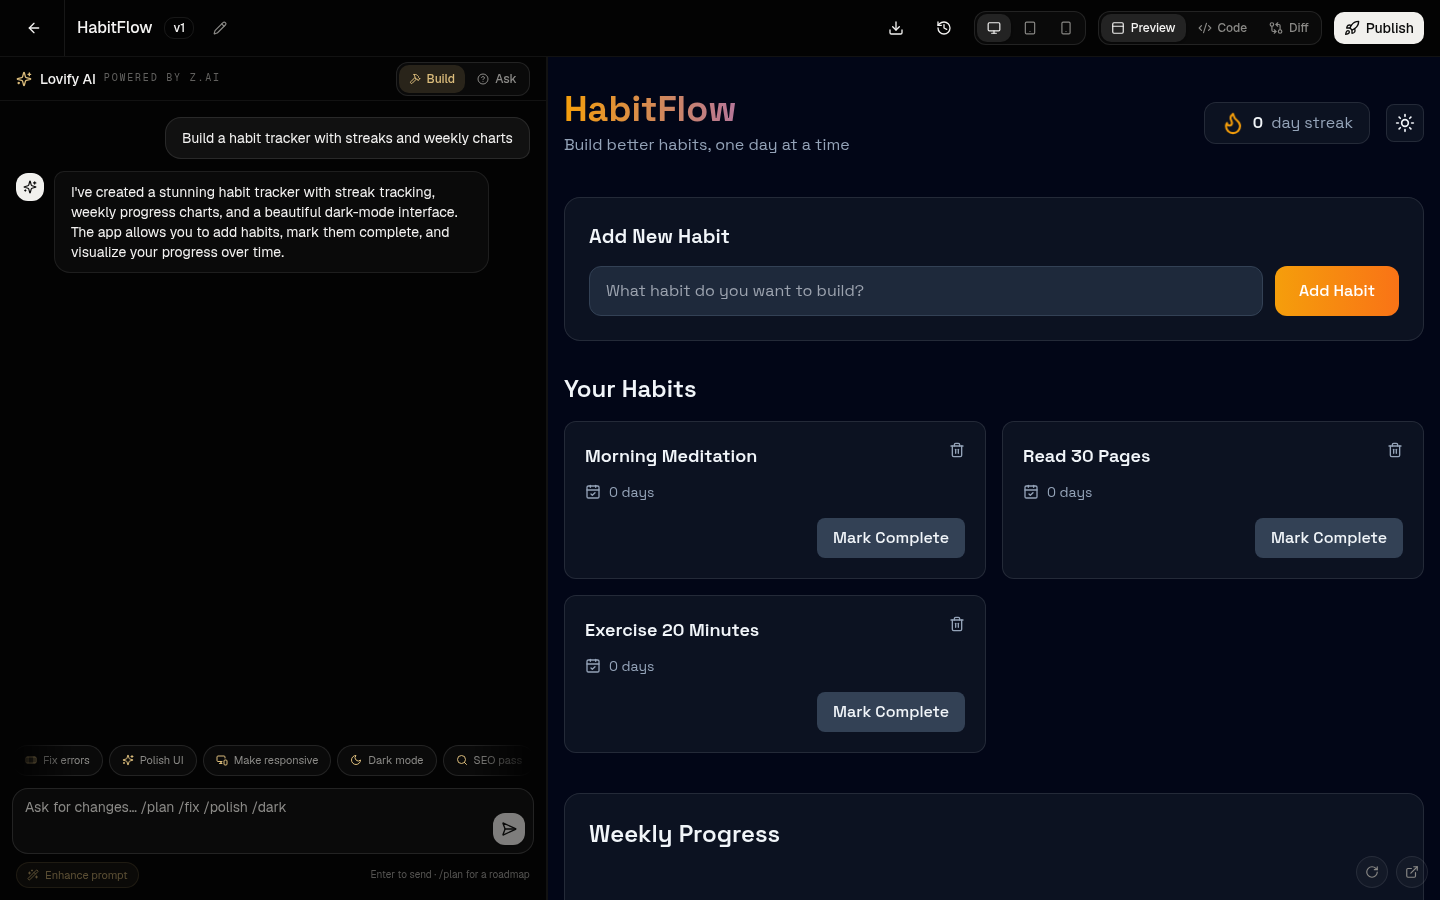 HabitFlow v1
Preview Code Diff Publish
Lovify AI POWERED BY Z.AI Build Ask
Build a habit tracker with streaks and weekly charts
I've created a stunning habit tracker with streak tracking,
weekly progress charts, and a beautiful dark-mode interface.
The app allows you to add habits, mark them complete, and
visualize your progress over time.
Fix errors Polish UI Make responsive Dark mode SEO pass
Ask for changes... /plan /fix /polish /dark
Enhance prompt Enter to send · /plan for a roadmap
HabitFlow
Build better habits, one day at a time
0 day streak
Add New Habit
What habit do you want to build? Add Habit
Your Habits
Morning Meditation
0 days
Mark Complete
Read 30 Pages
0 days
Mark Complete
Exercise 20 Minutes
0 days
Mark Complete
Weekly Progress